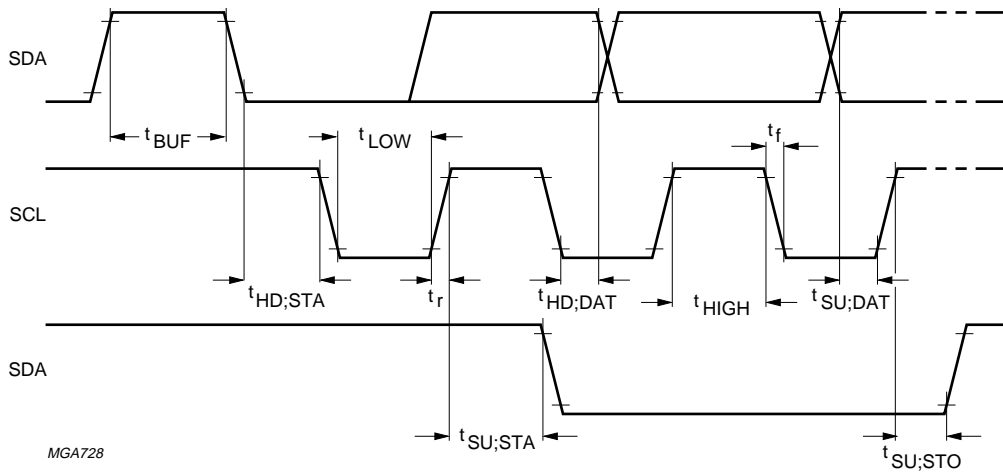 SDA
t BUF
t LOW
t f
SCL
t HD;STA
t r
t HD;DAT
t HIGH
t SU;DAT
SDA
t SU;STA
t SU;STO
MGA728